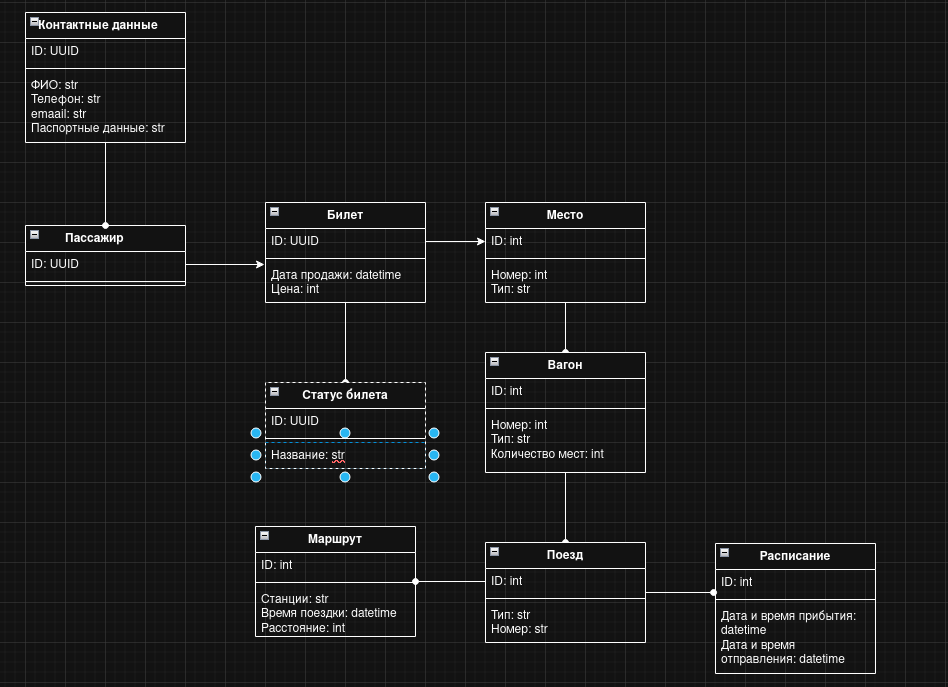 Контактные данные
ID: UUID
ФИО: str
Телефон: str
emaail: str
Паспортные данные: str
Пассажир
ID: UUID
Билет
ID: UUID
Дата продажи: datetime
Цена: int
Место
ID: int
Номер: int
Тип: str
Статус билета
ID: UUID
Название: str
Вагон
ID: int
Номер: int
Тип: str
Количество мест: int
Маршрут
ID: int
Станции: str
Время поездки: datetime
Расстояние: int
Поезд
ID: int
Тип: str
Номер: str
Расписание
ID: int
Дата и время прибытия:
datetime
Дата и время
отправления: datetime